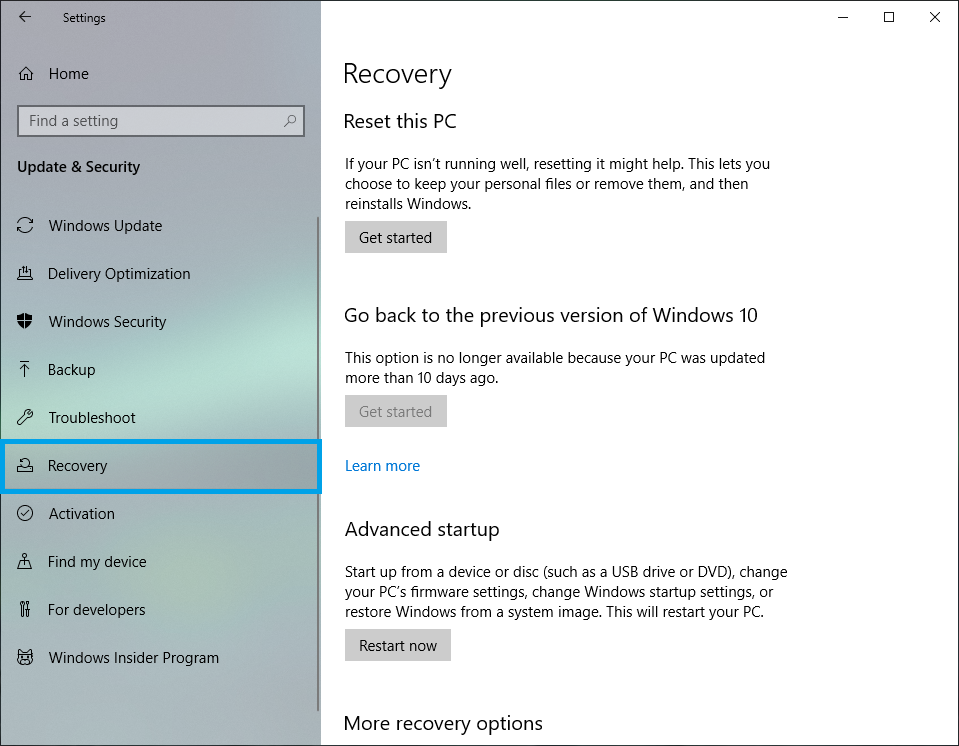 Settings
Home
Find a setting
Update & Security
Windows Update
Delivery Optimization
Windows Security
Backup
Troubleshoot
Recovery
Activation
Find my device
For developers
Windows Insider Program
Recovery
Reset this PC
If your PC isn’t running well, resetting it might help. This lets you
choose to keep your personal files or remove them, and then
reinstalls Windows.
Get started
Go back to the previous version of Windows 10
This option is no longer available because your PC was updated
more than 10 days ago.
Get started
Learn more
Advanced startup
Start up from a device or disc (such as a USB drive or DVD), change
your PC’s firmware settings, change Windows startup settings, or
restore Windows from a system image. This will restart your PC.
Restart now
More recovery options